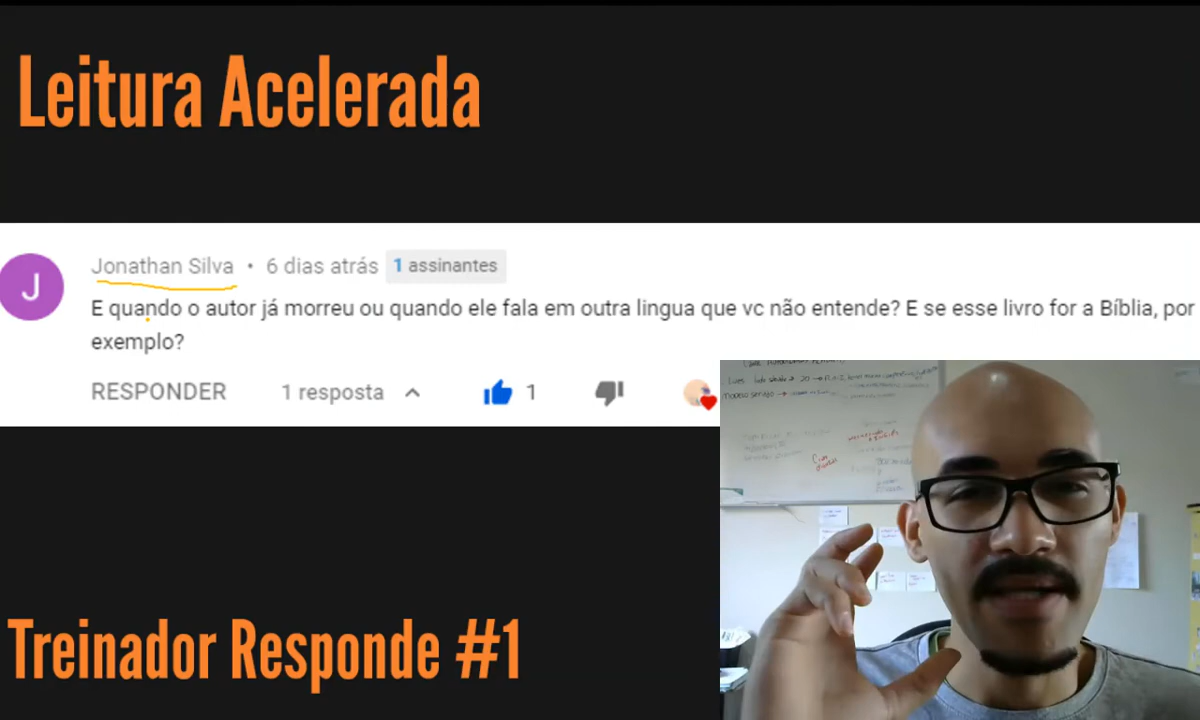 Leitura Acelerada
Jonathan Silva • 6 dias atrás 1 assinantes
J
E quando o autor já morreu ou quando ele fala em outra lingua que vc não entende? E se esse livro for a Bíblia, por
exemplo?
RESPONDER 1 resposta 1
Treinador Responde #1